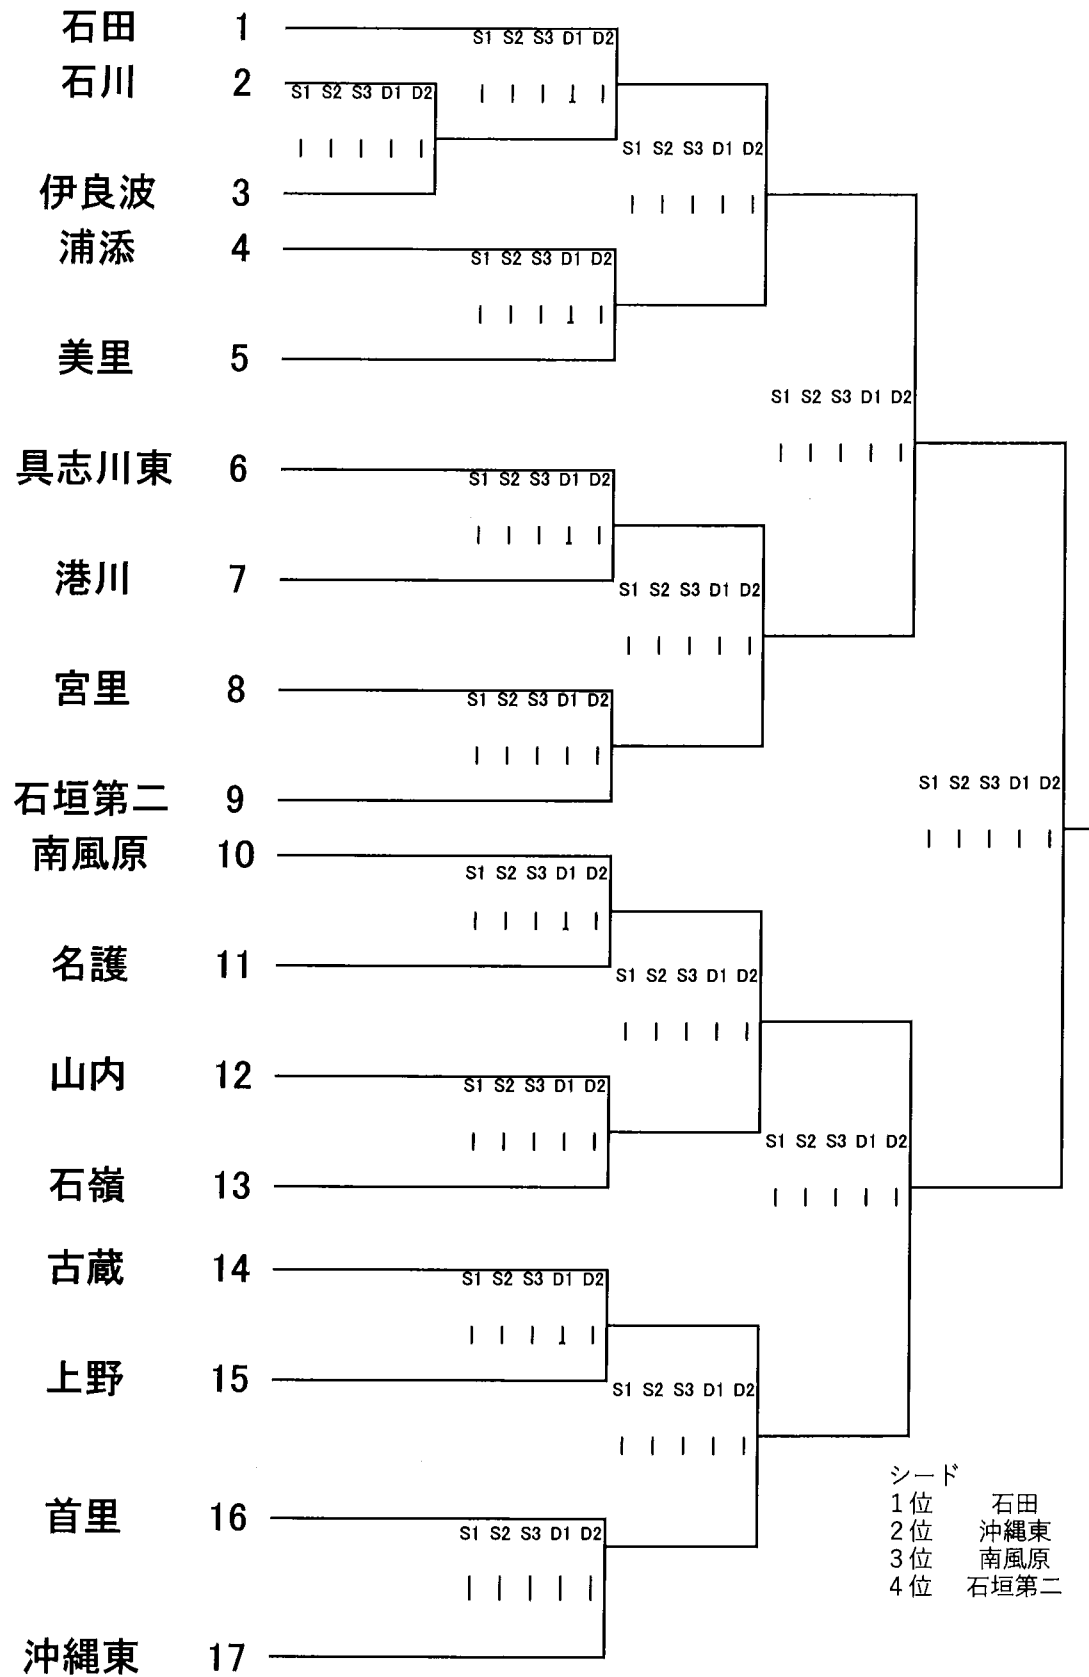 石田 1
S1 S2 S3 D1 D2
石川 2
S1 S2 S3 D1 D2
S1 S2 S3 D1 D2
伊良波 3
浦添 4
S1 S2 S3 D1 D2
美里 5
S1 S2 S3 D1 D2
具志川東 6
S1 S2 S3 D1 D2
港川 7
S1 S2 S3 D1 D2
宮里 8
S1 S2 S3 D1 D2
S1 S2 S3 D1 D2
石垣第二 9
南風原 10
S1 S2 S3 D1 D2
名護 11
S1 S2 S3 D1 D2
山内 12
S1 S2 S3 D1 D2
S1 S2 S3 D1 D2
石嶺 13
古蔵 14
S1 S2 S3 D1 D2
上野 15
S1 S2 S3 D1 D2
シード
1位 石田
首里 16
2位 沖縄東
S1 S2 S3 D1 D2
3位 南風原
4位 石垣第二
沖縄東 17